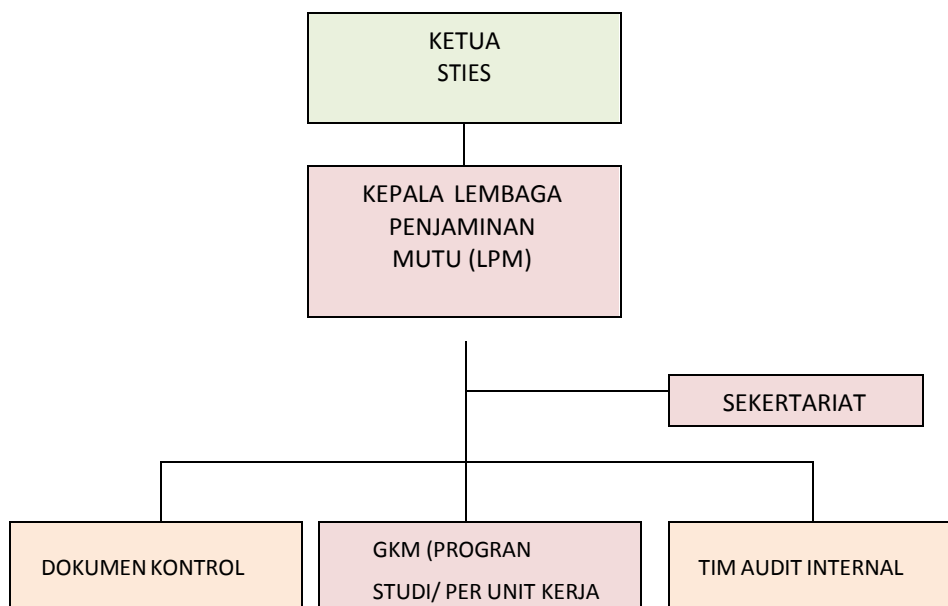 KETUA
STIES
KEPALA LEMBAGA
PENJAMINAN
MUTU (LPM)
SEKERTARIAT
DOKUMEN KONTROL
GKM (PROGRAN
STUDI/ PER UNIT KERJA
TIM AUDIT INTERNAL